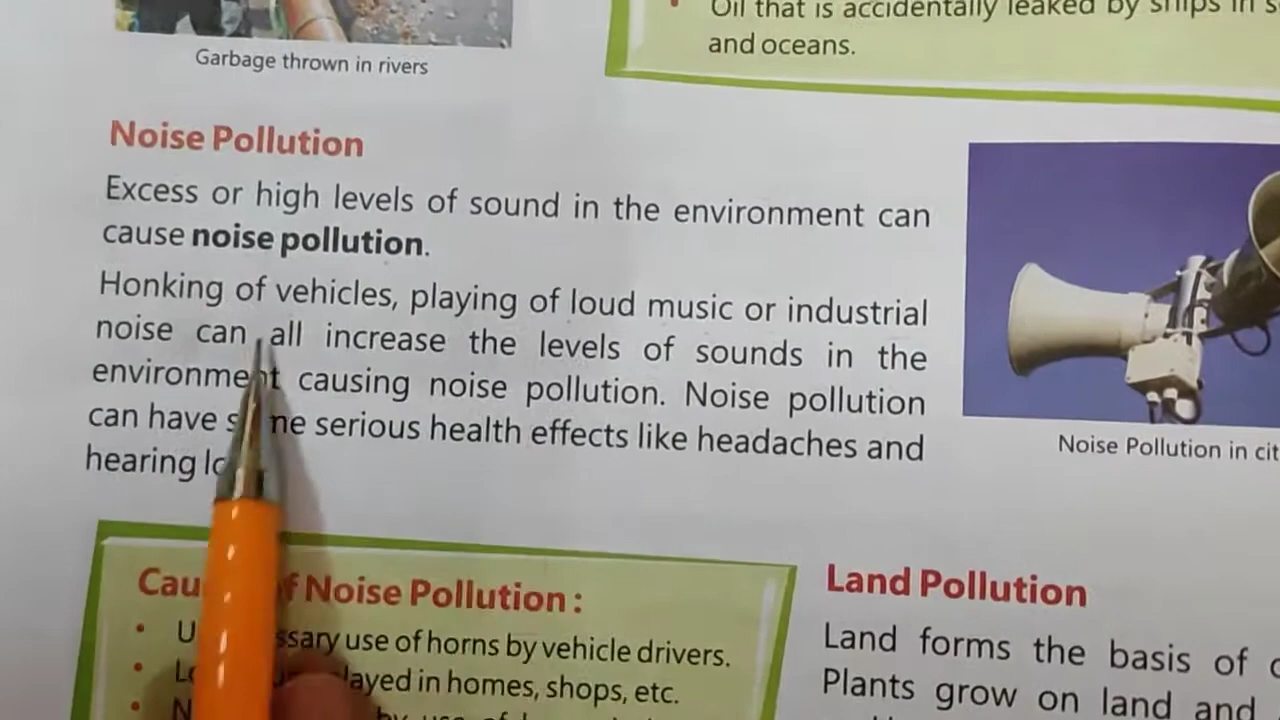 Oil that is accidentally leaked by ships in
and oceans.
Garbage thrown in rivers
Noise Pollution
Excess or high levels of sound in the environment can
cause noise pollution.
Honking of vehicles, playing of loud music or industrial
noise can all increase the levels of sounds in the
environment causing noise pollution. Noise pollution
can have serious health effects like headaches and
hearing
Noise Pollution in
Noise Pollution :
• use of horns by vehicle drivers.
• in homes, shops, etc.
•
Land Pollution
Land forms the basis of
Plants grow on land and